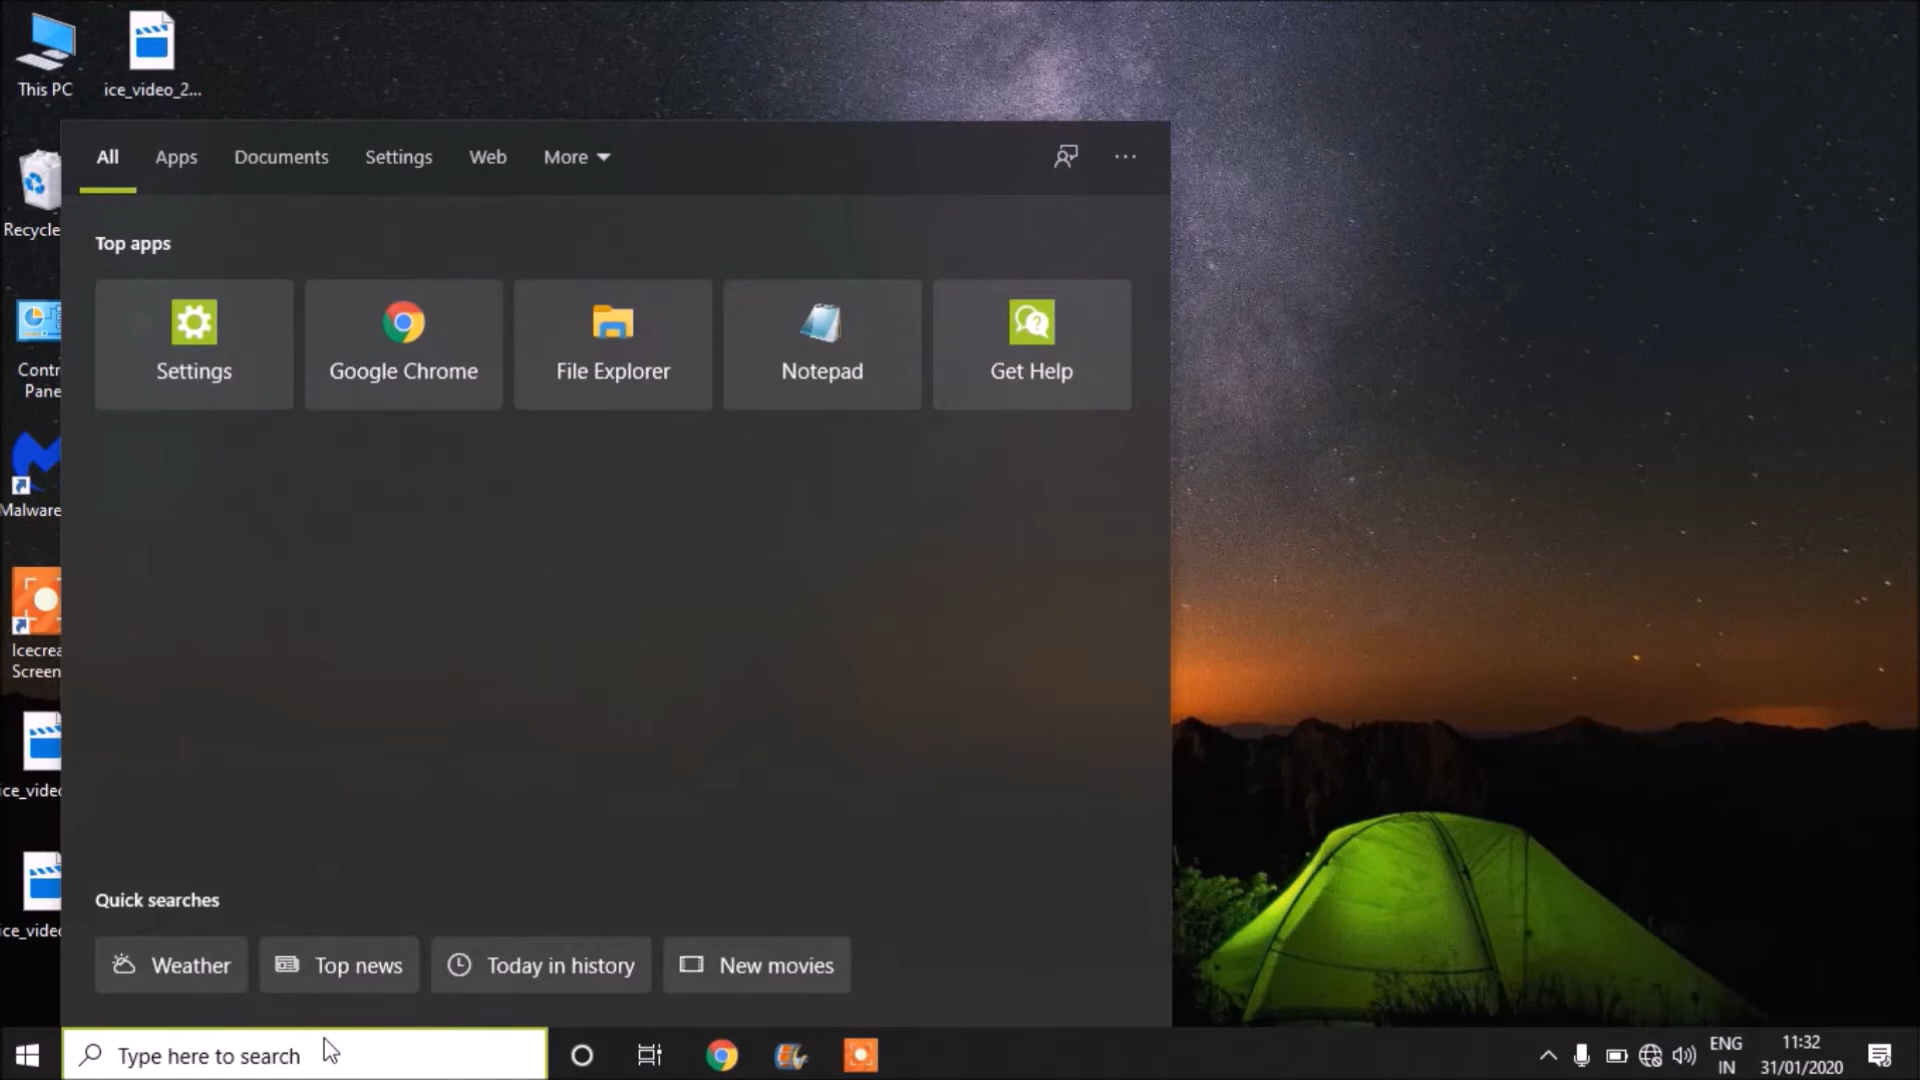 This PC
ice_video_2...
Recycle
Contr
Pane
Malware
Icecrea
Screen
ice_video
ice_video
All Apps Documents Settings Web More
Top apps
Settings Google Chrome File Explorer Notepad Get Help
Quick searches
Weather Top news Today in history New movies
Type here to search
ENG
IN
11:32
31/01/2020